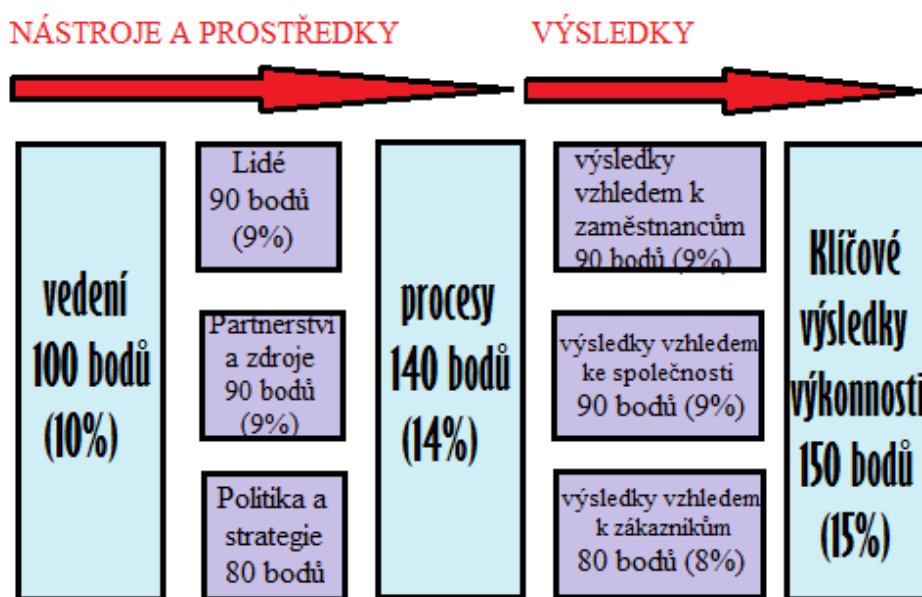 NÁSTROJE A PROSTŘEDKY
VÝSLEDKY
vedení
100 bodů
(10%)
Lidé
90 bodů
(9%)
Partnerství
a zdroje
90 bodů
(9%)
Politika a
strategie
80 bodů
procesy
140 bodů
(14%)
výsledky
vzhledem k
zaměstnancům
90 bodů (9%)
výsledky vzhledem
ke společnosti
90 bodů (9%)
výsledky vzhledem
k zákazníkům
80 bodů (8%)
Klíčové
výsledky
výkonnosti
150 bodů
(15%)